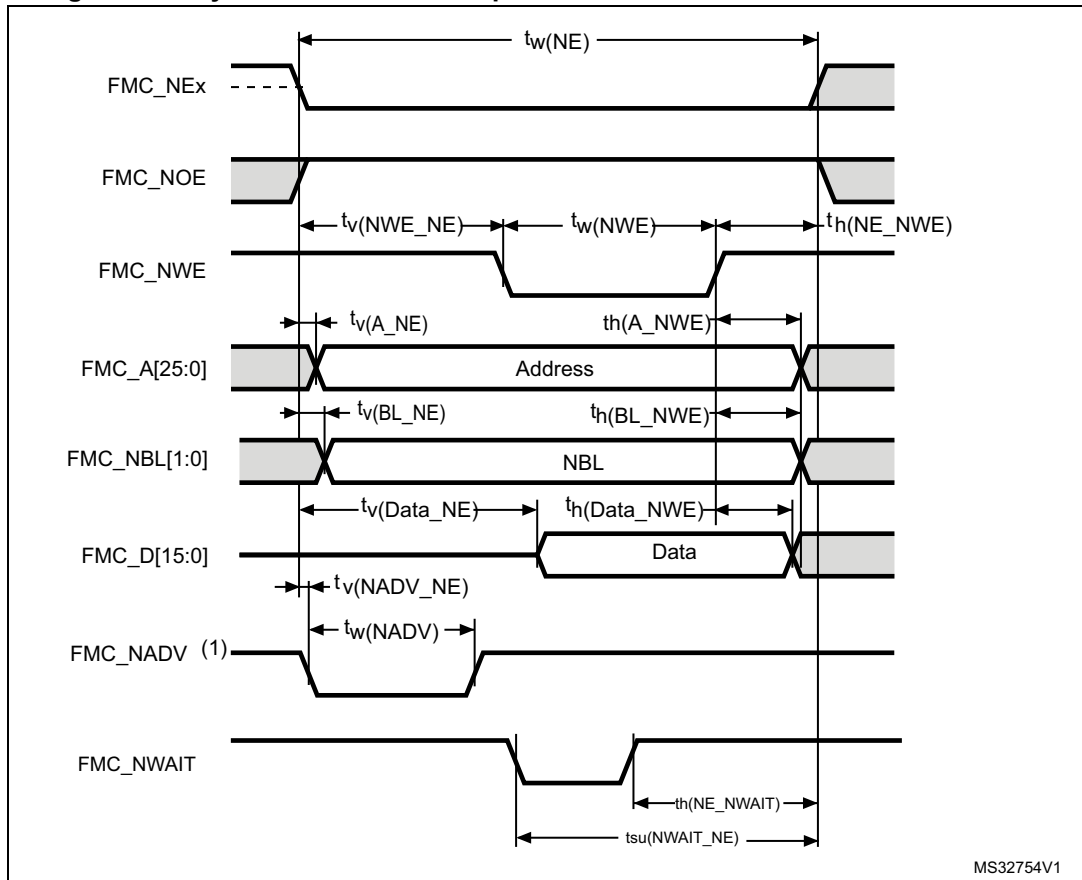 tw(NE)
FMC_NEx
FMC_NOE
tv(NWE_NE) tw(NWE) th(NE_NWE)
FMC_NWE
tv(A_NE) th(A_NWE)
FMC_A[25:0] Address
tv(BL_NE) th(BL_NWE)
FMC_NBL[1:0] NBL
tv(Data_NE) th(Data_NWE)
FMC_D[15:0] Data
tv(NADV_NE)
tw(NADV)
FMC_NADV (1)
FMC_NWAIT
th(NE_NWAIT)
tsu(NWAIT_NE)
MS32754V1